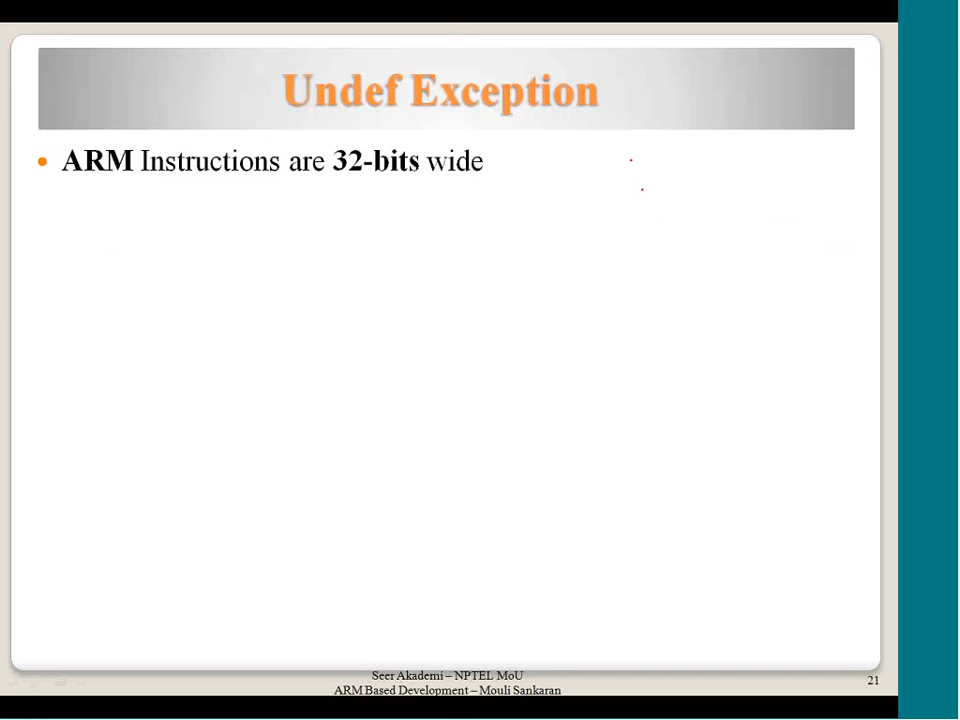 Undef Exception
• ARM Instructions are 32-bits wide
Seer Akademi – NPTEL MoU
ARM Based Development – Mouli Sankaran
21